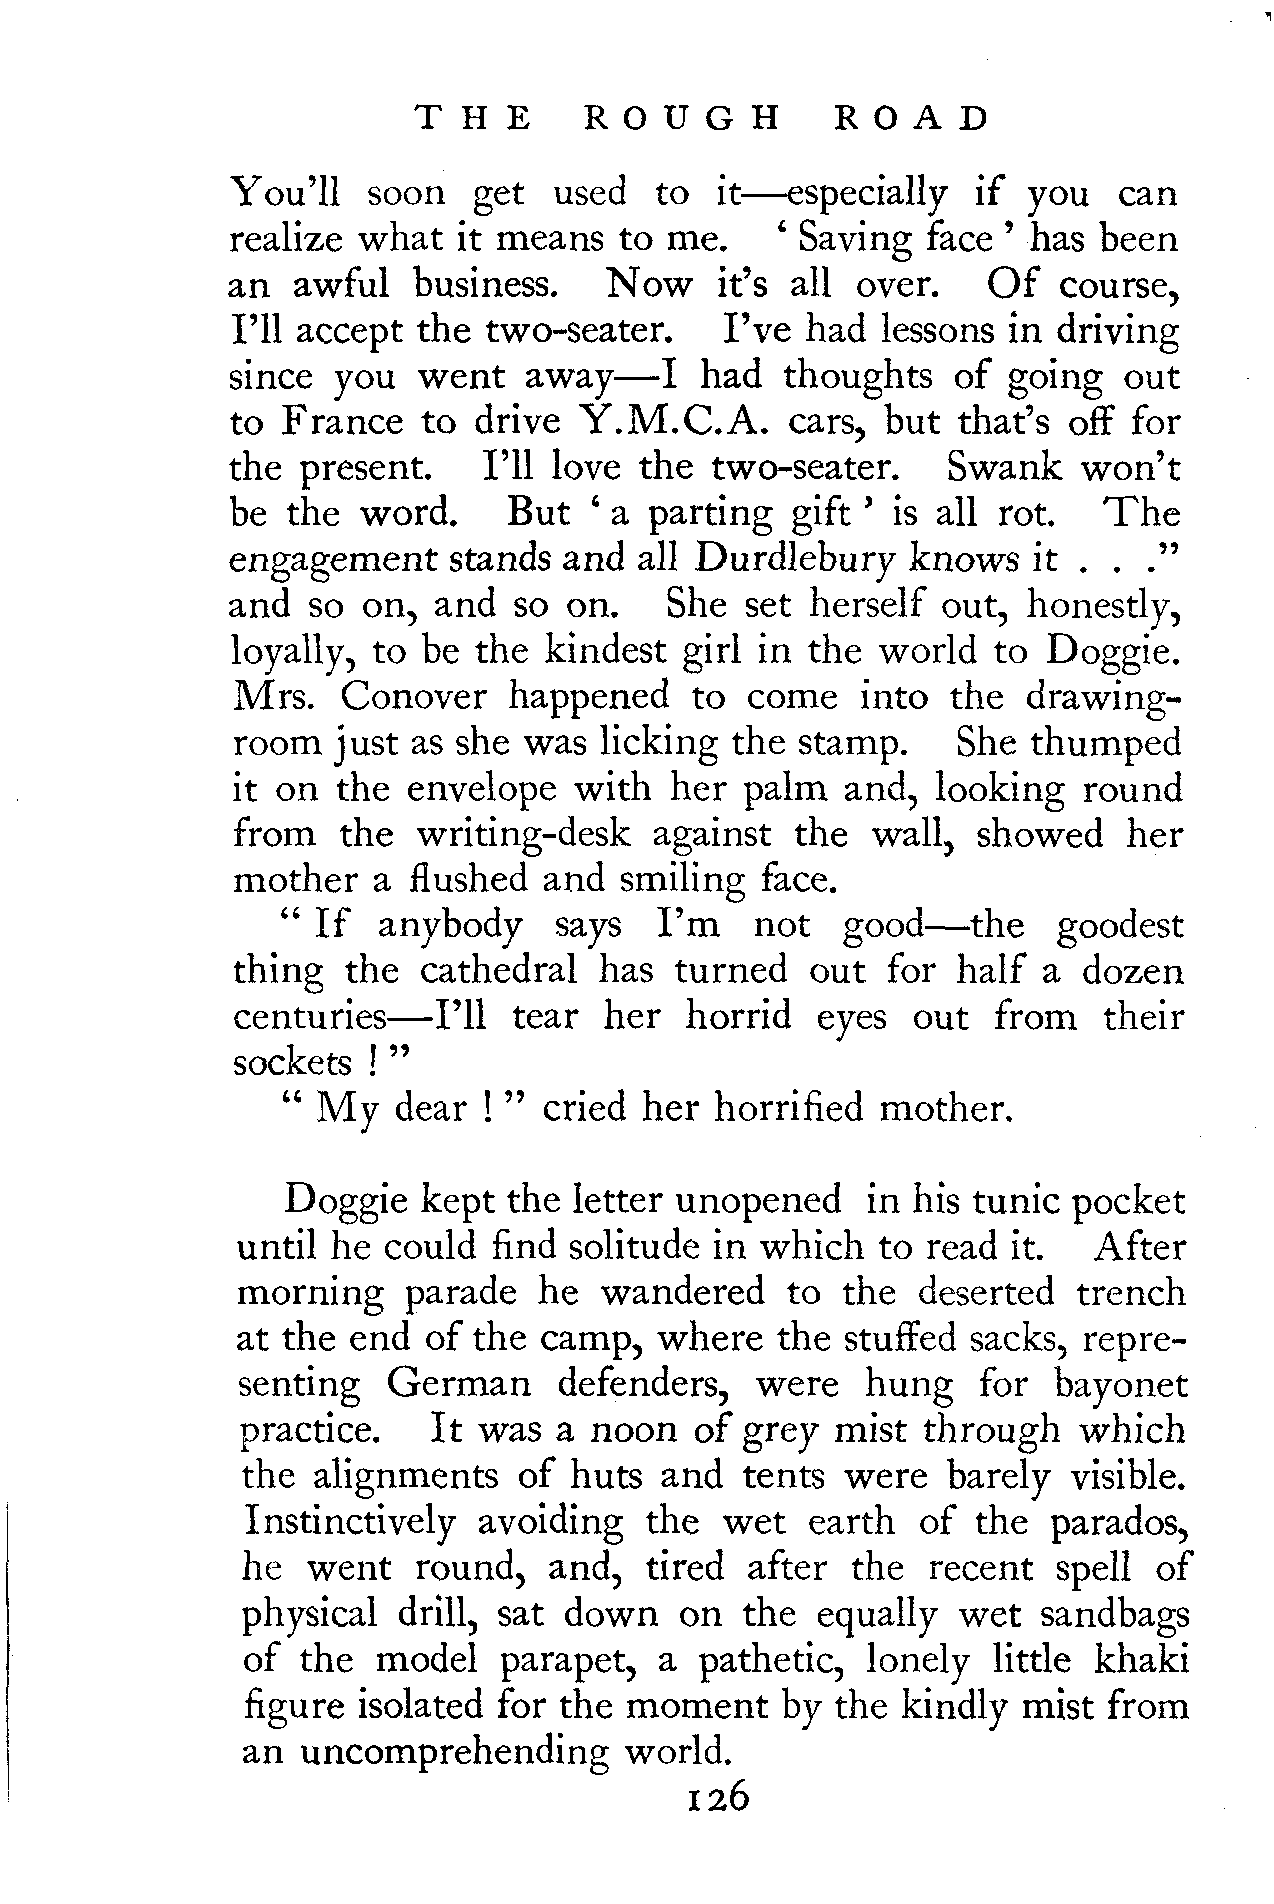 THE ROUGH ROAD
You'll soon get used to it—especially if you can
realize what it means to me. ‘ Saving face ’ has been
an awful business. Now it's all over. Of course,
I'll accept the two-seater. I've had lessons in driving
since you went away—I had thoughts of going out
to France to drive Y.M.C.A. cars, but that's off for
the present. I'll love the two-seater. Swank won't
be the word. But ‘ a parting gift ’ is all rot. The
engagement stands and all Durdlebury knows it . . .”
and so on, and so on. She set herself out, honestly,
loyally, to be the kindest girl in the world to Doggie.
Mrs. Conover happened to come into the drawing-
room just as she was licking the stamp. She thumped
it on the envelope with her palm and, looking round
from the writing-desk against the wall, showed her
mother a flushed and smiling face.
“ If anybody says I'm not good—the goodest
thing the cathedral has turned out for half a dozen
centuries—I'll tear her horrid eyes out from their
sockets ! ”
“ My dear ! ” cried her horrified mother.
Doggie kept the letter unopened in his tunic pocket
until he could find solitude in which to read it. After
morning parade he wandered to the deserted trench
at the end of the camp, where the stuffed sacks, repre-
senting German defenders, were hung for bayonet
practice. It was a noon of grey mist through which
the alignments of huts and tents were barely visible.
Instinctively avoiding the wet earth of the parados,
he went round, and, tired after the recent spell of
physical drill, sat down on the equally wet sandbags
of the model parapet, a pathetic, lonely little khaki
figure isolated for the moment by the kindly mist from
an uncomprehending world.
126